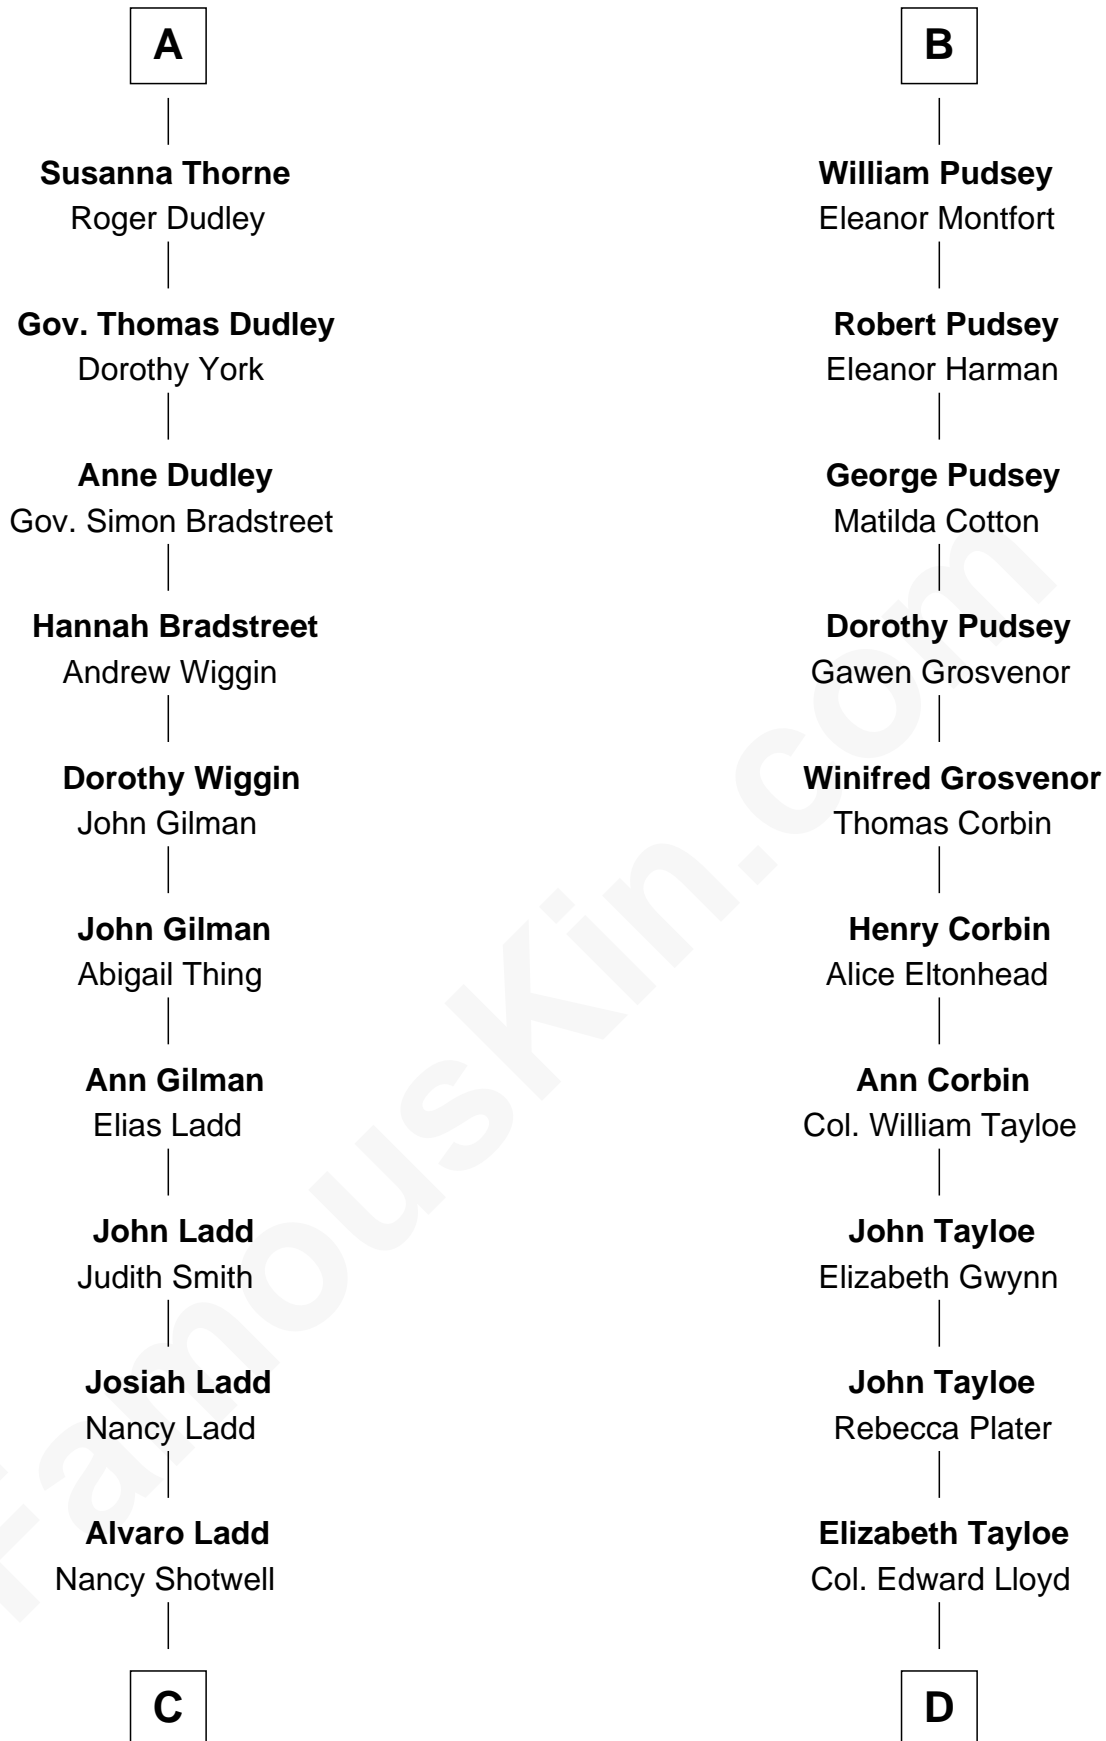 A
Susanna Thorne
Roger Dudley
Gov. Thomas Dudley
Dorothy York
Anne Dudley
Gov. Simon Bradstreet
Hannah Bradstreet
Andrew Wiggin
Dorothy Wiggin
John Gilman
John Gilman
Abigail Thing
Ann Gilman
Elias Ladd
John Ladd
Judith Smith
Josiah Ladd
Nancy Ladd
Alvaro Ladd
Nancy Shotwell
C
B
William Pudsey
Eleanor Montfort
Robert Pudsey
Eleanor Harman
George Pudsey
Matilda Cotton
Dorothy Pudsey
Gawen Grosvenor
Winifred Grosvenor
Thomas Corbin
Henry Corbin
Alice Eltonhead
Ann Corbin
Col. William Tayloe
John Tayloe
Elizabeth Gwynn
John Tayloe
Rebecca Plater
Elizabeth Tayloe
Col. Edward Lloyd
D
FamousKin.com